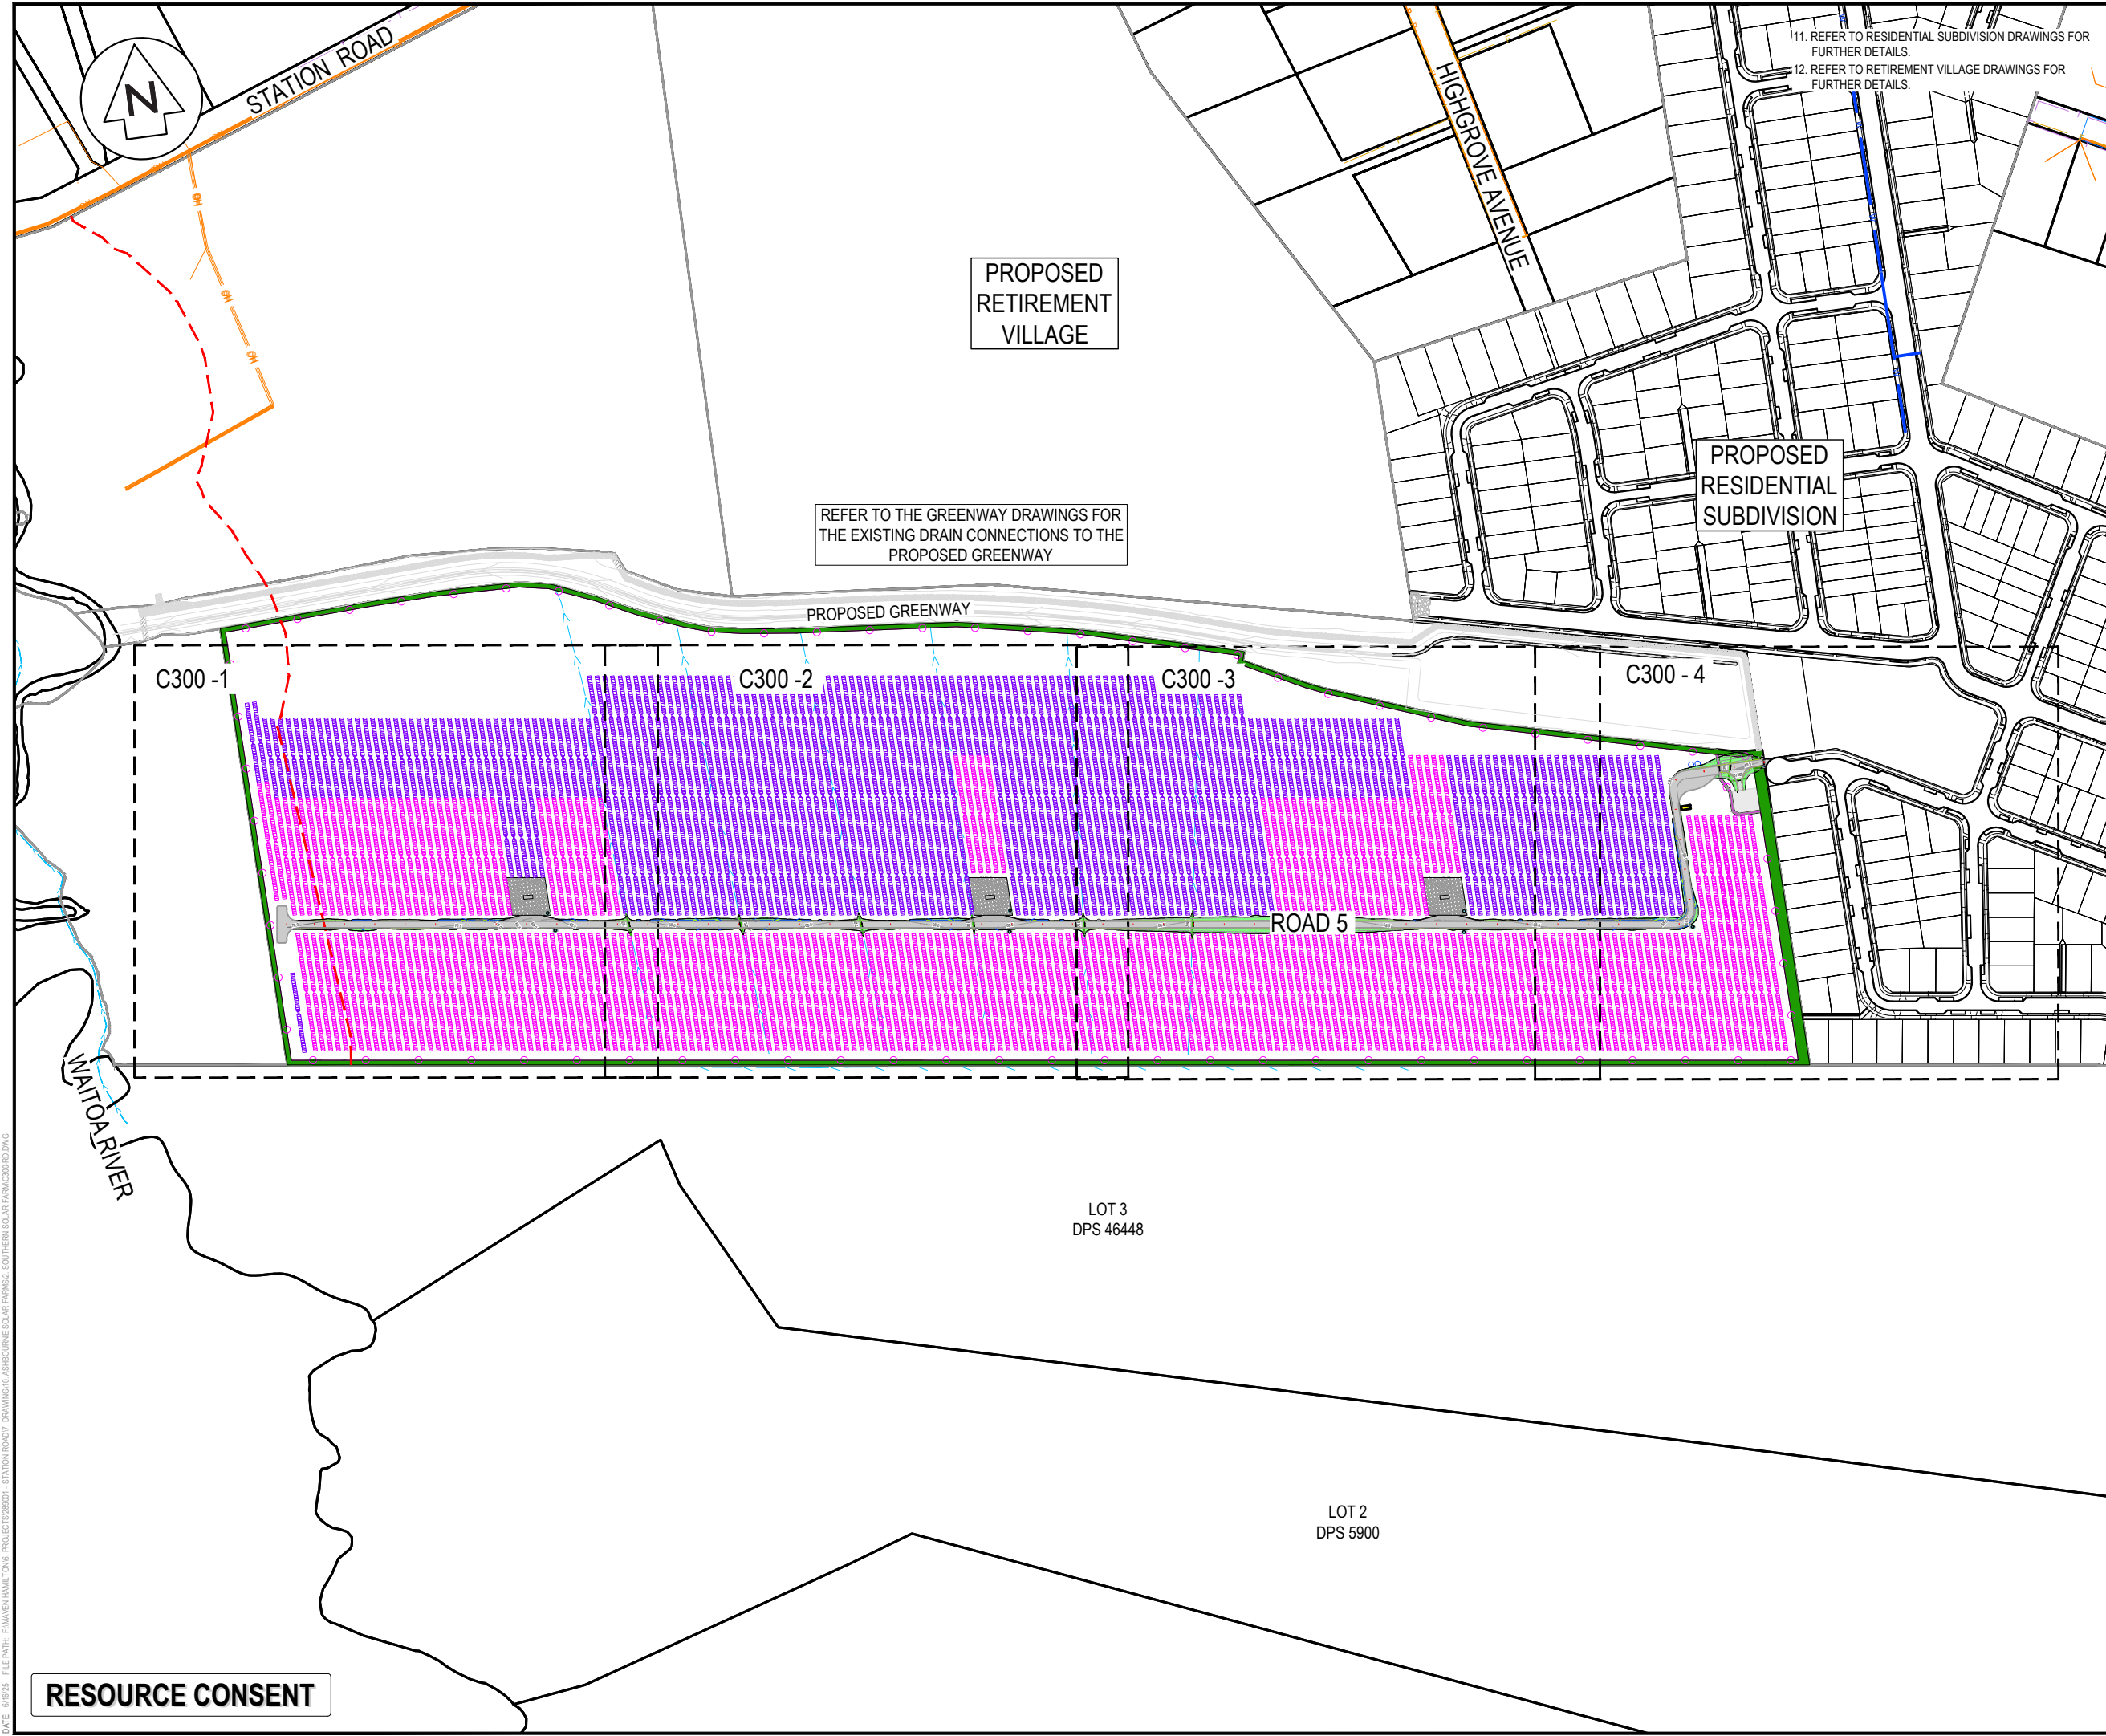 N
STATION ROAD
HIGHGROVE AVENUE
11. REFER TO RESIDENTIAL SUBDIVISION DRAWINGS FOR
FURTHER DETAILS.
12. REFER TO RETIREMENT VILLAGE DRAWINGS FOR
FURTHER DETAILS.
OH
OH
OH
PROPOSED
RETIREMENT
VILLAGE
PROPOSED
RESIDENTIAL
SUBDIVISION
REFER TO THE GREENWAY DRAWINGS FOR
THE EXISTING DRAIN CONNECTIONS TO THE
PROPOSED GREENWAY
PROPOSED GREENWAY
C300 -1
C300 -2
C300 -3
C300 - 4
ROAD 5
WAITOA RIVER
LOT 3
DPS 46448
LOT 2
DPS 5900
RESOURCE CONSENT